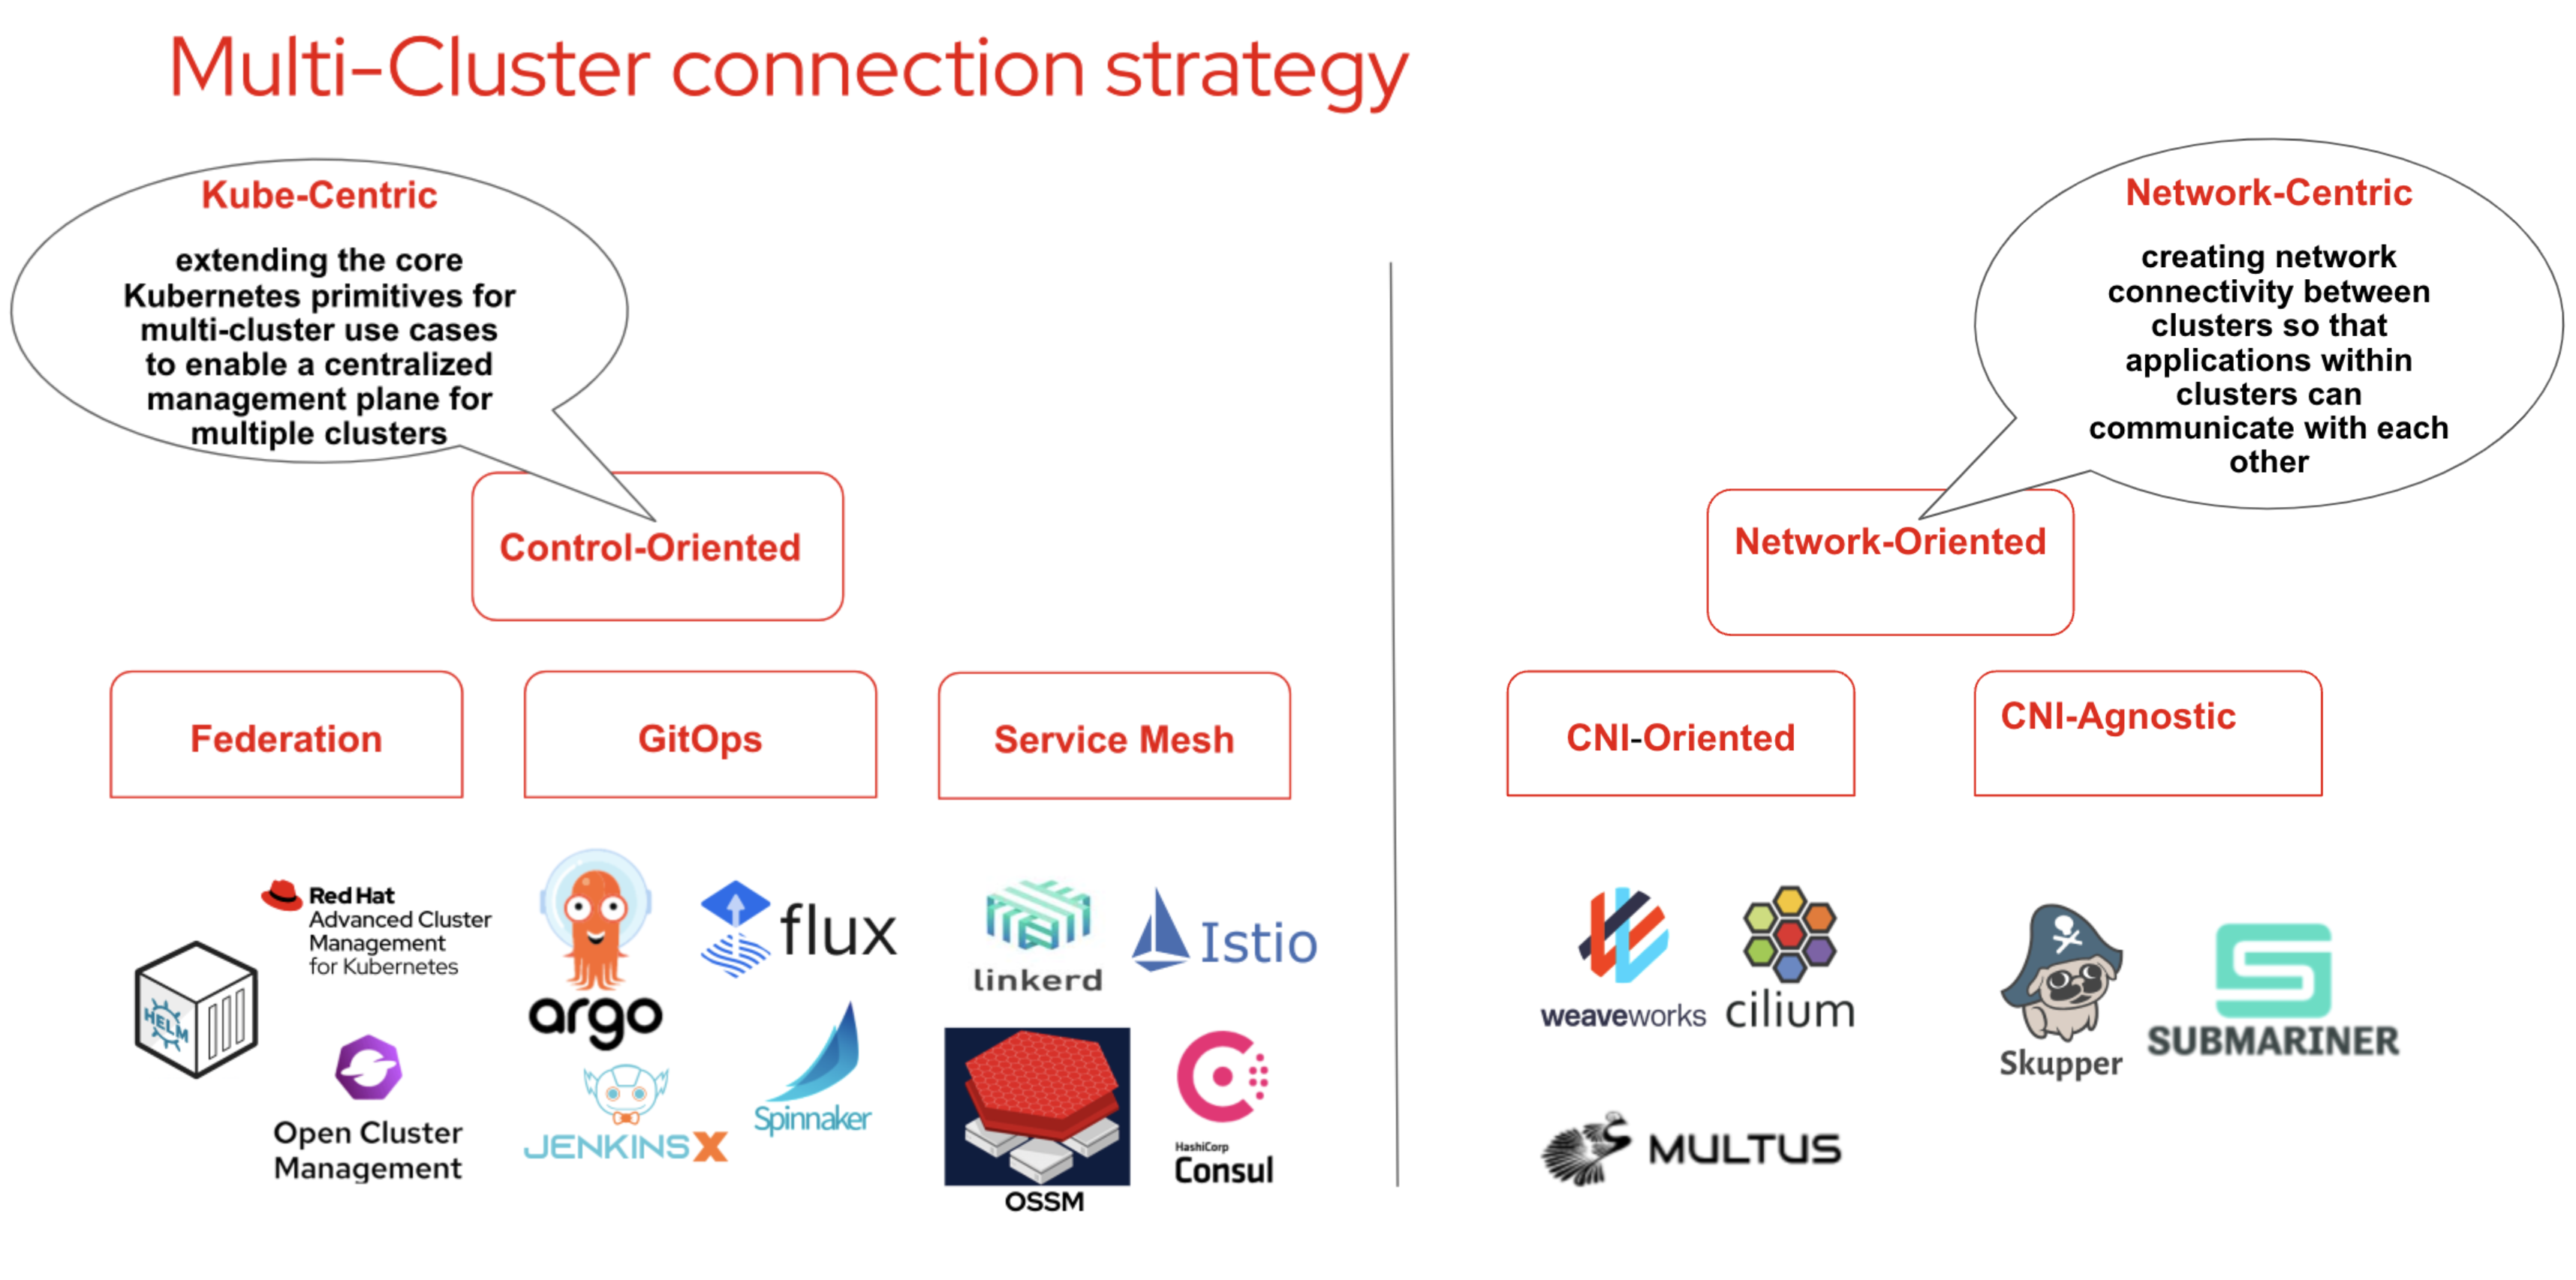 Multi-Cluster connection strategy
Kube-Centric
extending the core
Kubernetes primitives for
multi-cluster use cases
to enable a centralized
management plane for
multiple clusters
Network-Centric
creating network
connectivity between
clusters so that
applications within
clusters can
communicate with each
other
Control-Oriented
Network-Oriented
Federation
GitOps
Service Mesh
CNI-Oriented
CNI-Agnostic
HELM
Red Hat
Advanced Cluster
Management
for Kubernetes
Open Cluster
Management
argo
flux
JENKINS X
Spinnaker
linkerd
Istio
OSSM
HashiCorp
Consul
weaveworks
cilium
MULTUS
Skupper
SUBMARINER